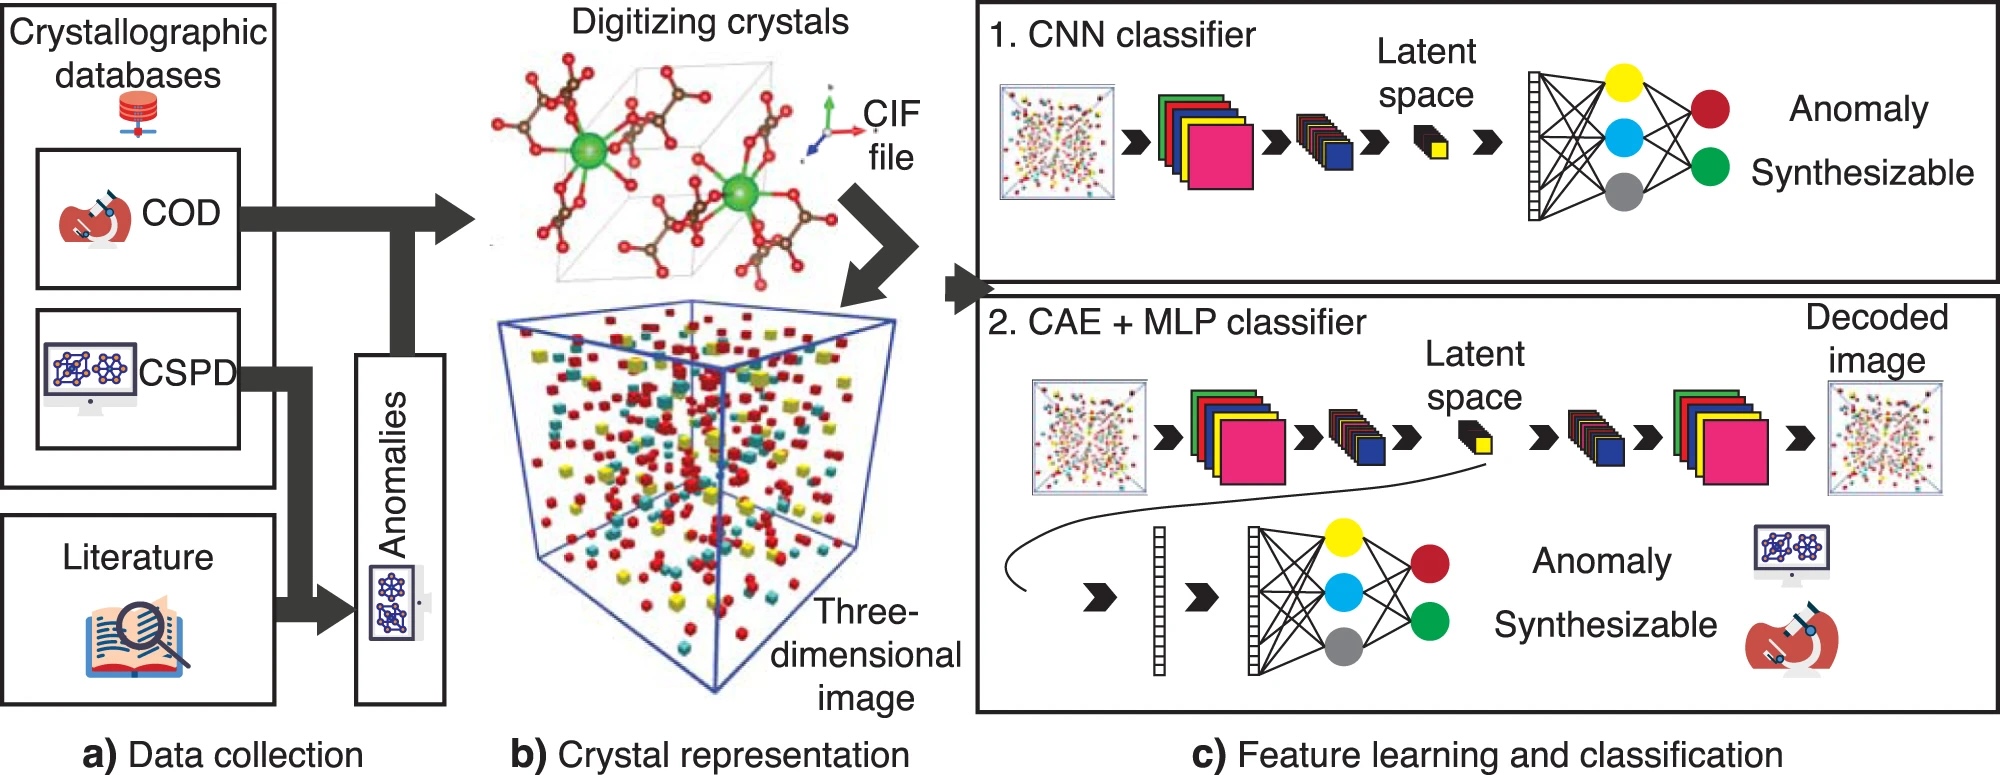 Crystallographic
databases
COD
CSPD
Literature
Anomalies
a) Data collection
Digitizing crystals
CIF
file
Three-
dimensional
image
b) Crystal representation
1. CNN classifier
Latent
space
Anomaly
Synthesizable
2. CAE + MLP classifier
Latent
space
Decoded
image
Anomaly
Synthesizable
c) Feature learning and classification